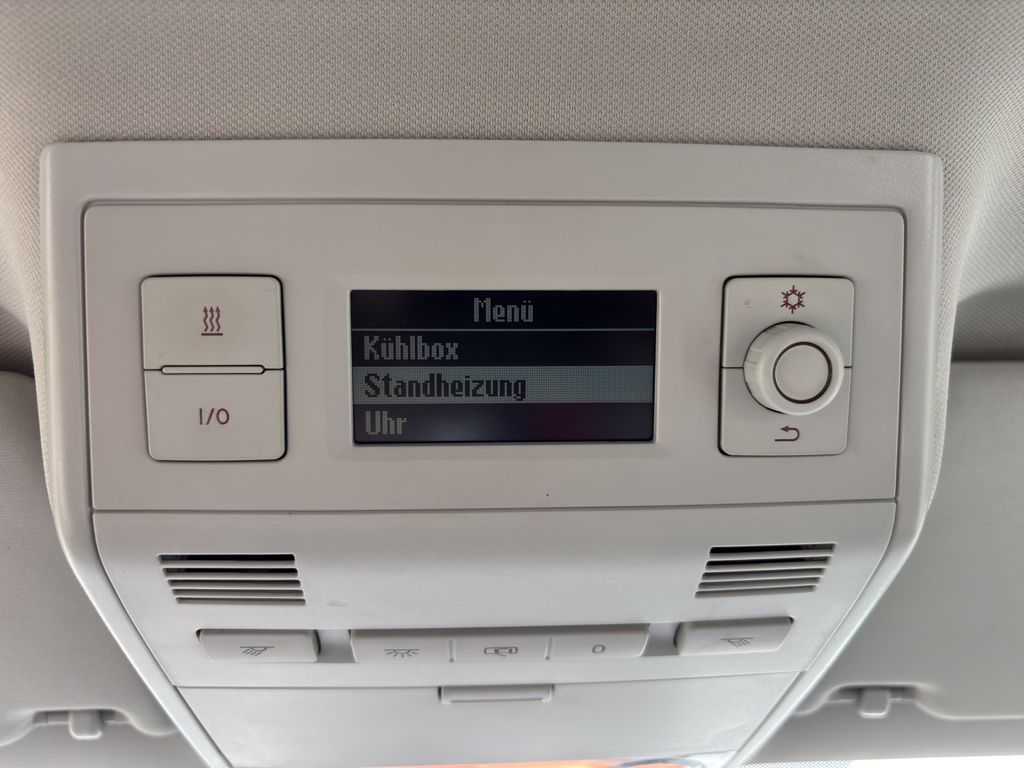 Menü
Kühlbox
Standheizung
Uhr
I/O
O